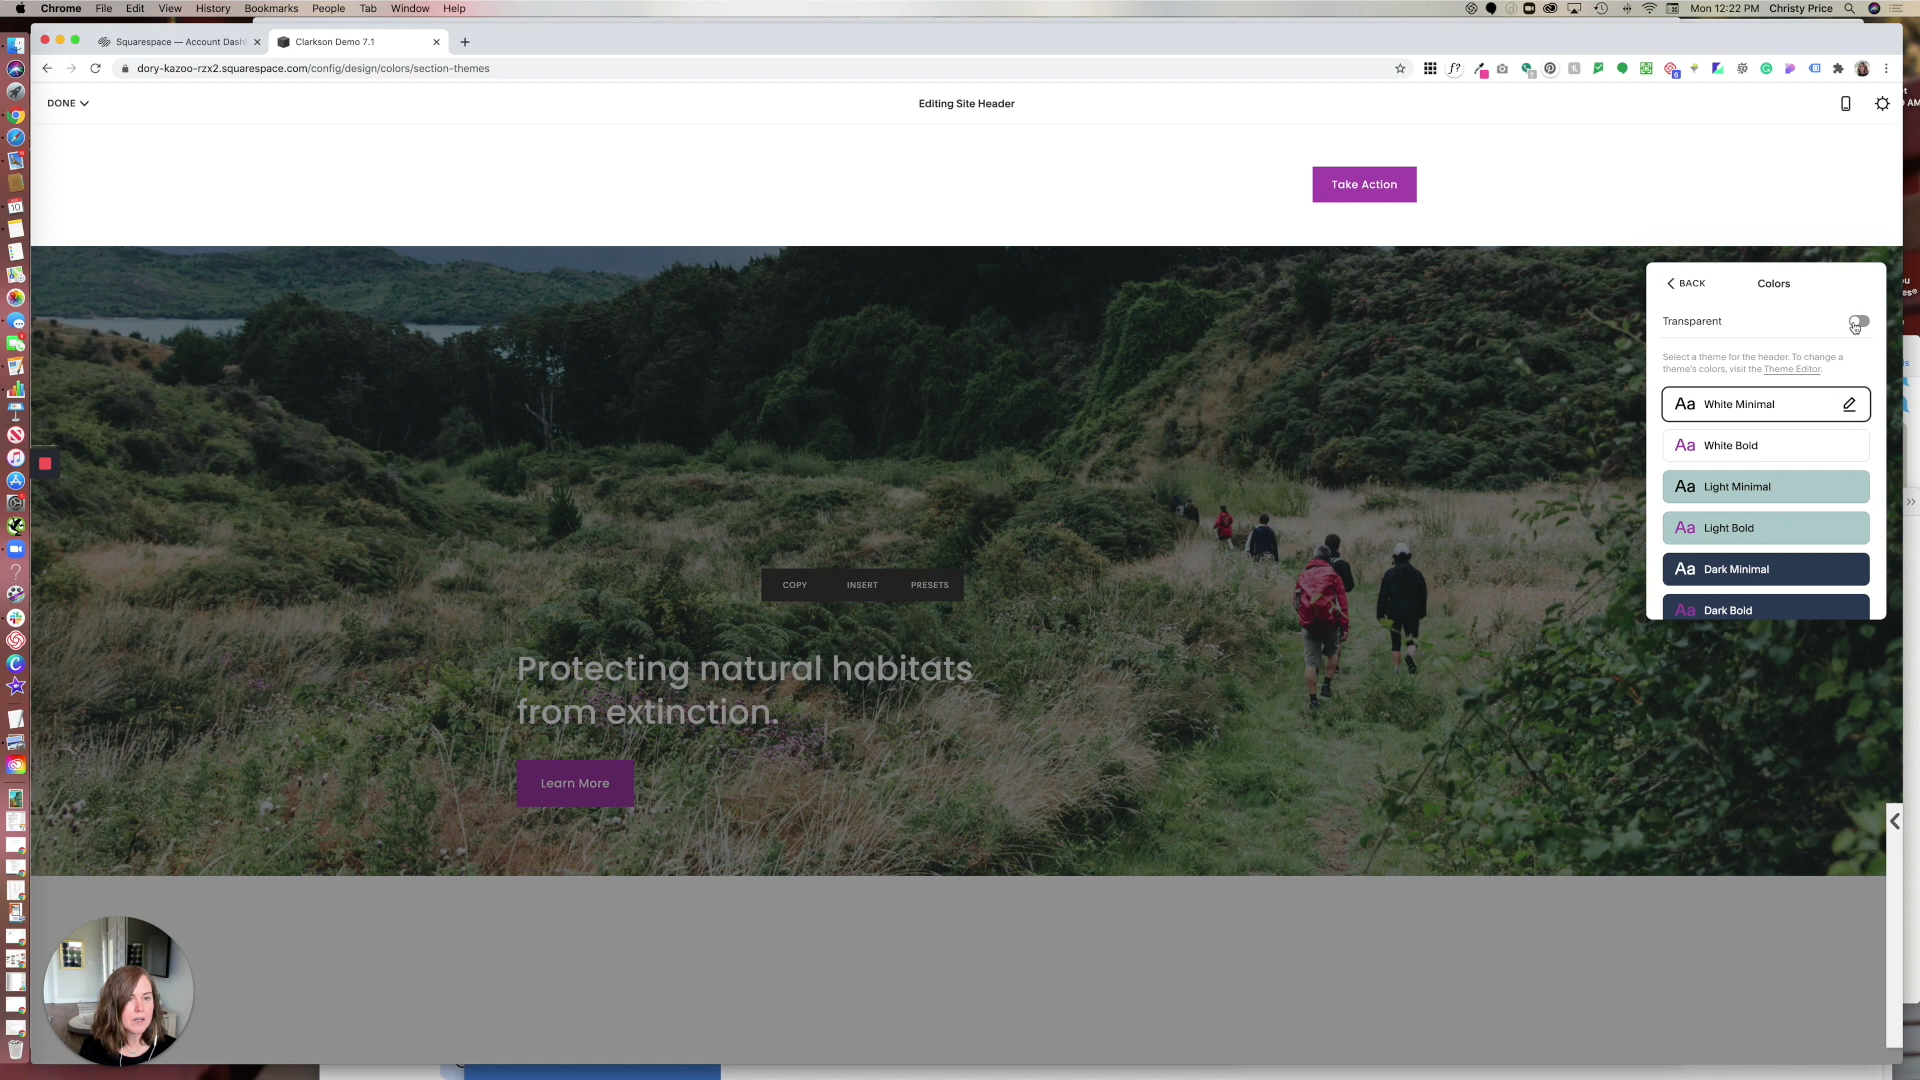 Chrome File Edit View History Bookmarks People Tab Window Help
Mon 12:22 PM Christy Price
Squarespace — Account Dash
Clarkson Demo 7.1
dory-kazoo-rzx2.squarespace.com/config/design/colors/section-themes
DONE
Editing Site Header
Take Action
BACK
Colors
Transparent
Select a theme for the header. To change a
theme's colors, visit the Theme Editor.
Aa White Minimal
Aa White Bold
Aa Light Minimal
Aa Light Bold
Aa Dark Minimal
Aa Dark Bold
COPY INSERT PRESETS
Protecting natural habitats
from extinction.
Learn More